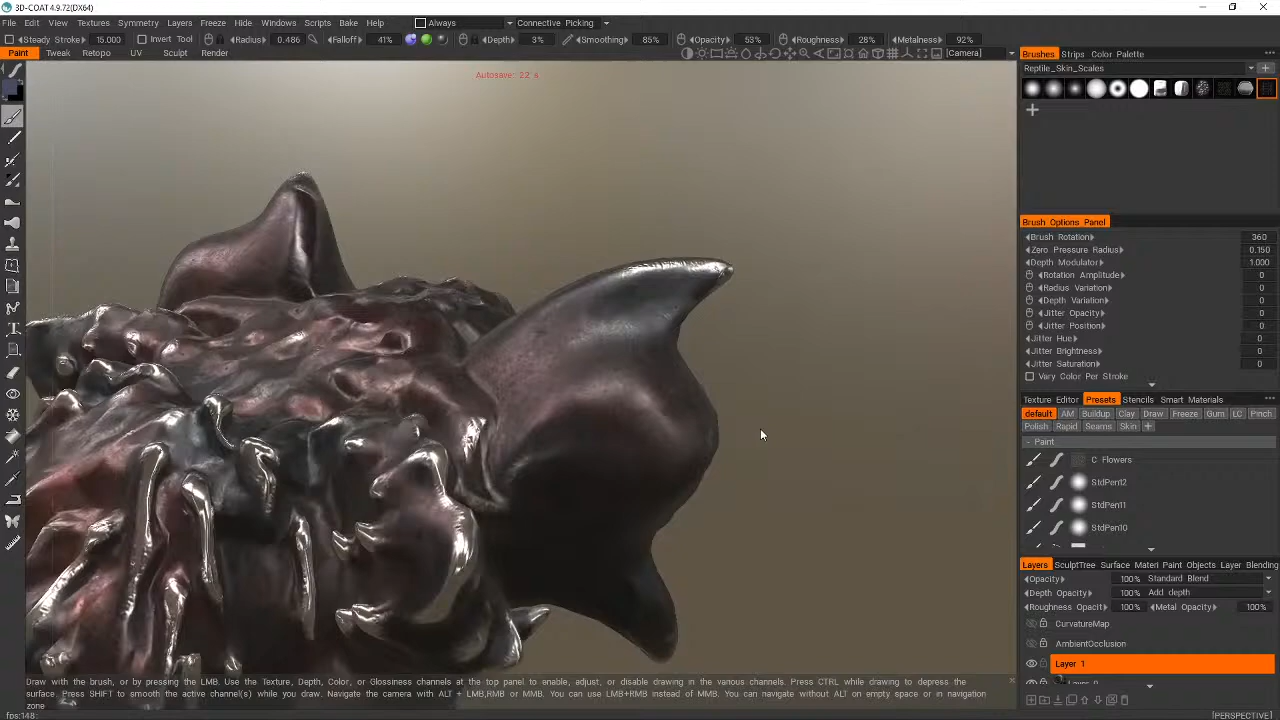 3D-COAT 4.9.72(DX64)
File Edit View Textures Symmetry Layers Freeze Hide Windows Scripts Bake Help Always Connective Picking
Steady Stroke 15.000 Invert Tool Radius 0.486 Falloff 41% Depth 3% Smoothing 85% Opacity 53% Roughness 28% Metalness 92%
Paint Tweak Retopo UV Sculpt Render [Camera]
Autosave: 22 s
Brushes Strips Color Palette
Reptile_Skin_Scales
Brush Options Panel
Brush Rotation 360
Zero Pressure Radius 0.150
Depth Modulator 1.000
Rotation Amplitude 0
Radius Variation 0
Depth Variation 0
Jitter Opacity 0
Jitter Position 0
Jitter Hue 0
Jitter Brightness 0
Jitter Saturation 0
Vary Color Per Stroke
Texture Editor Presets Stencils Smart Materials
default AM Buildup Clay Draw Freeze Gum LC Pinch
Polish Rapid Seams Skin +
- Paint
C Flowers
StdPen12
StdPen11
StdPen10
Layers SculptTree Surface Materi Paint Objects Layer Blending
Opacity 100% Standard Blend
Depth Opacity 100% Add depth
Roughness Opacit 100% Metal Opacity 100%
CurvatureMap
AmbientOcclusion
Layer 1
Draw with the brush, or by pressing the LMB. Use the Texture, Depth, Color, or Glossiness channels at the top panel to enable, adjust, or disable drawing in the various channels. Press CTRL while drawing to depress the
surface. Press SHIFT to smooth the active channel(s) while you draw. Navigate the camera with ALT + LMB,RMB or MMB. You can use LMB+RMB instead of MMB. You can navigate without ALT on empty space or in navigation
zone
fps:148; [PERSPECTIVE]